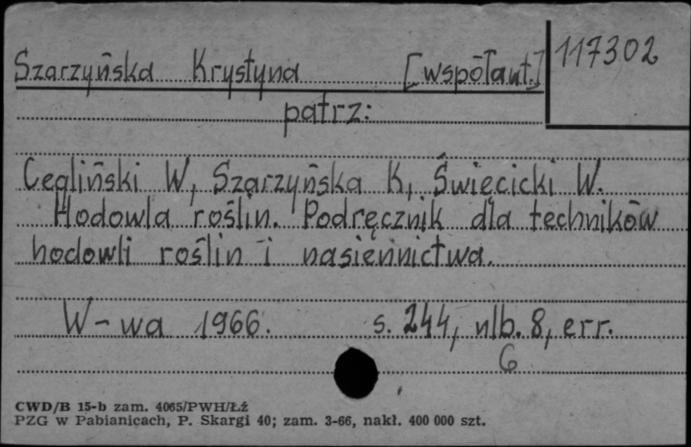 Szarzyńska Krystyna [współaut.] 117302
patrz:
Cegliński W, Szarzyńska K, Święcicki W.
Hodowla roślin. Podręcznik dla techników
hodowli roślin i nasiennictwa.
W-wa 1966. s. 244, nlb. 8, err.
6
CWD/B 15-b zam. 4065/PWH/Łż
PZG w Pabianicach, P. Skargi 40; zam. 3-66, nakł. 400 000 szt.